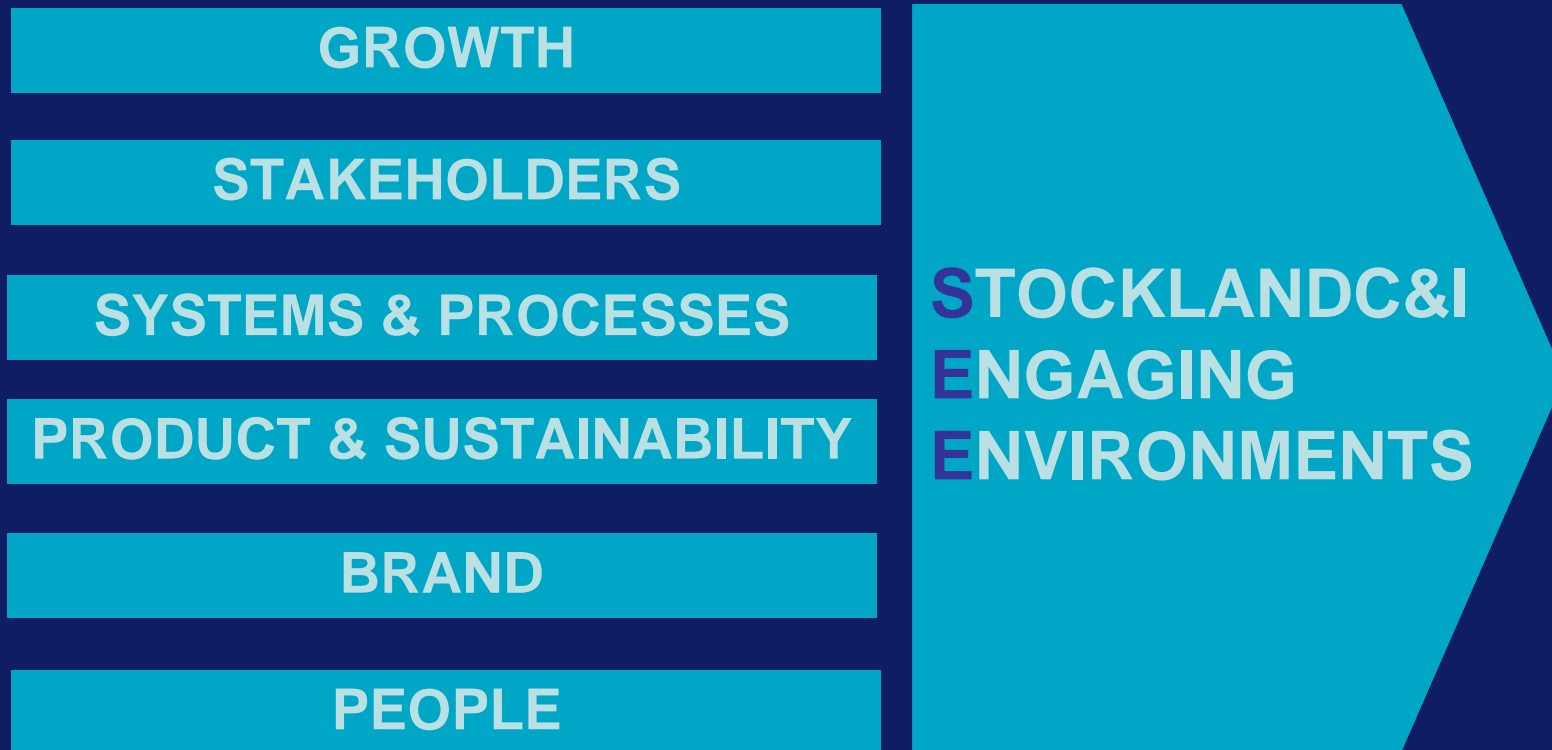 GROWTH
STAKEHOLDERS
SYSTEMS & PROCESSES
PRODUCT & SUSTAINABILITY
BRAND
PEOPLE
STOCKLANDC&I
ENGAGING
ENVIRONMENTS